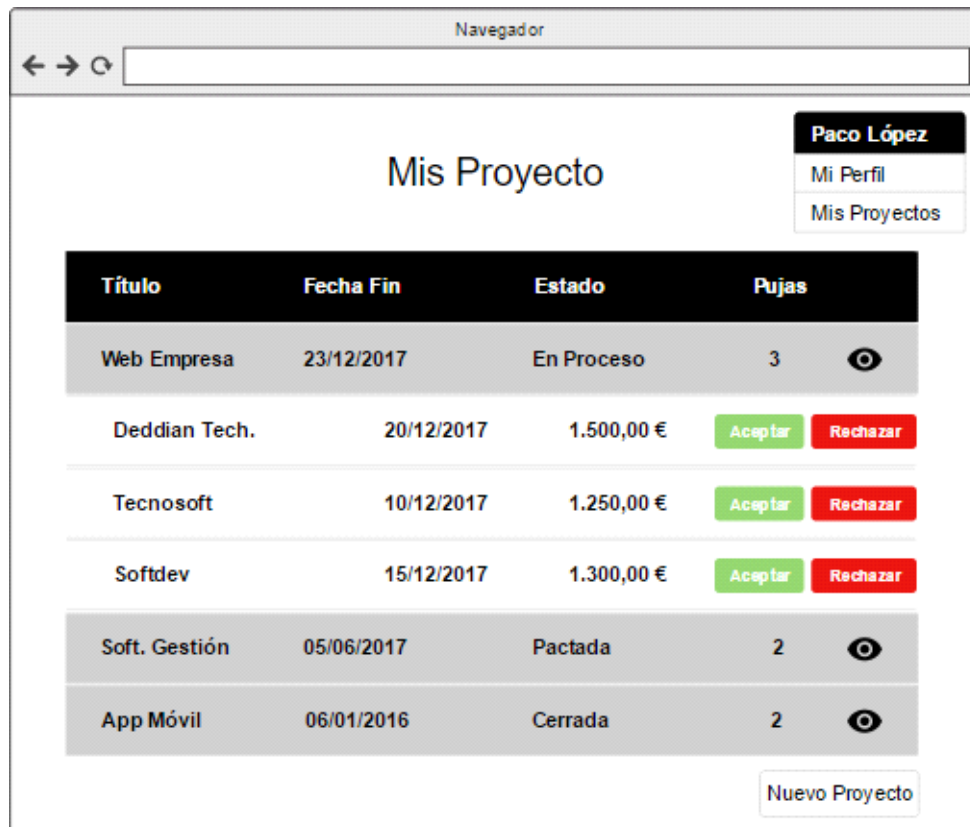 Navegador
Paco López
Mis Proyecto
Mi Perfil
Mis Proyectos
Título Fecha Fin Estado Pujas
Web Empresa 23/12/2017 En Proceso 3
Deddian Tech. 20/12/2017 1.500,00 € Aceptar Rechazar
Tecnosoft 10/12/2017 1.250,00 € Aceptar Rechazar
Softdev 15/12/2017 1.300,00 € Aceptar Rechazar
Soft. Gestión 05/06/2017 Pactada 2
App Móvil 06/01/2016 Cerrada 2
Nuevo Proyecto